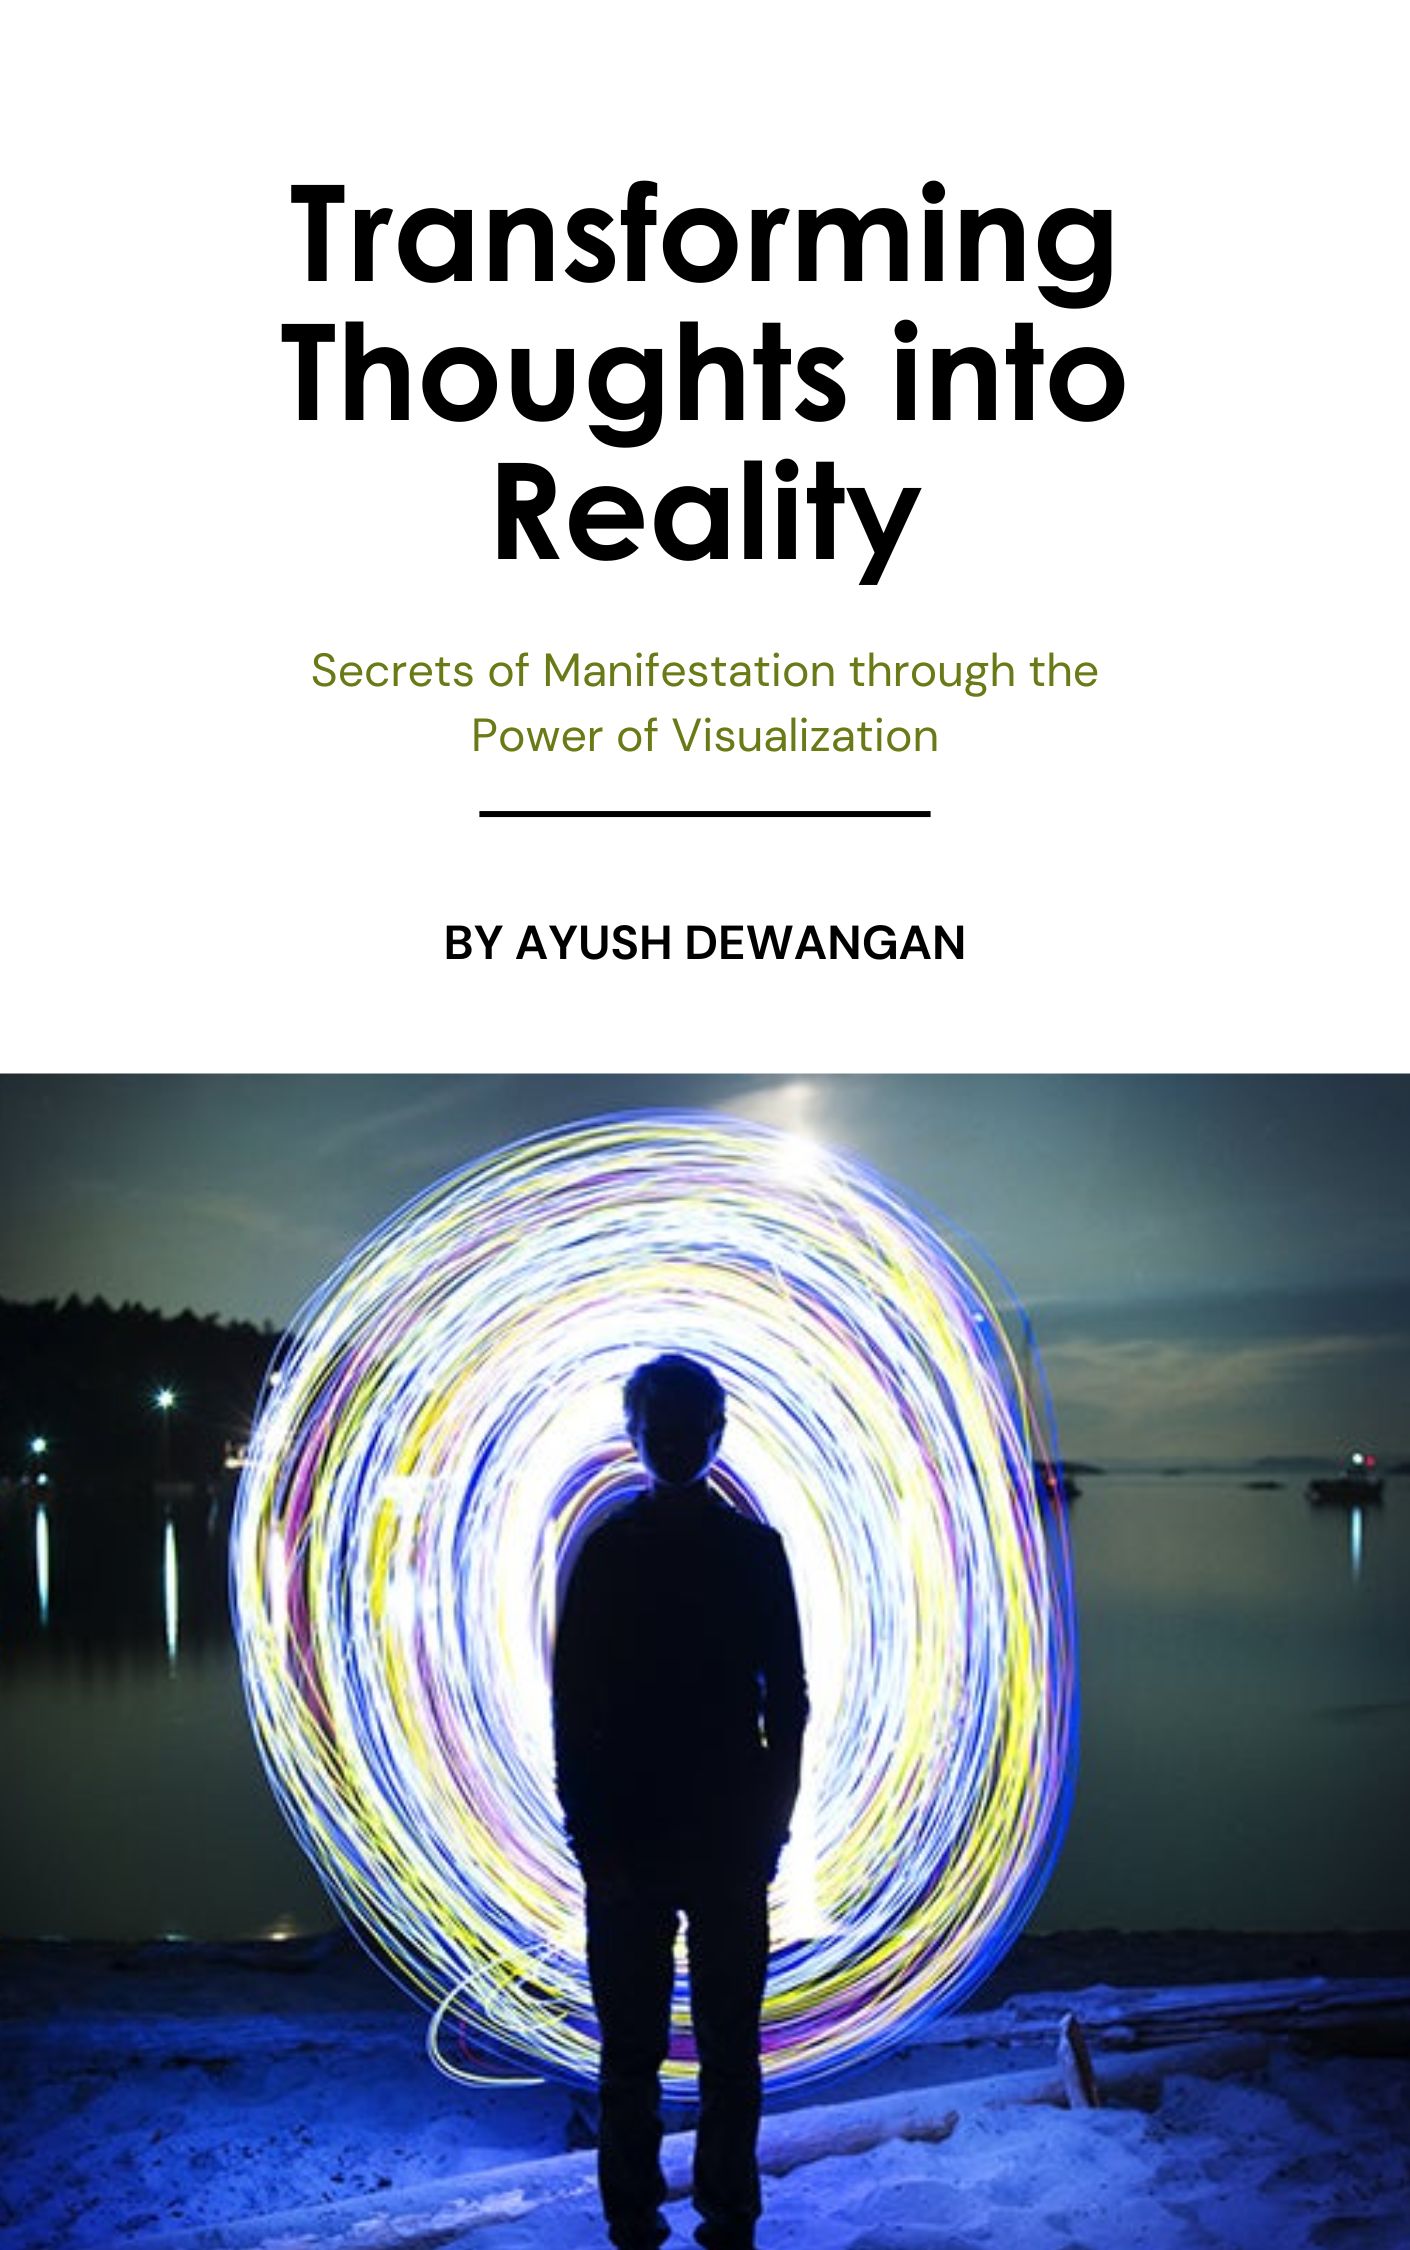 Transforming
Thoughts into
Reality
Secrets of Manifestation through the
Power of Visualization
BY AYUSH DEWANGAN